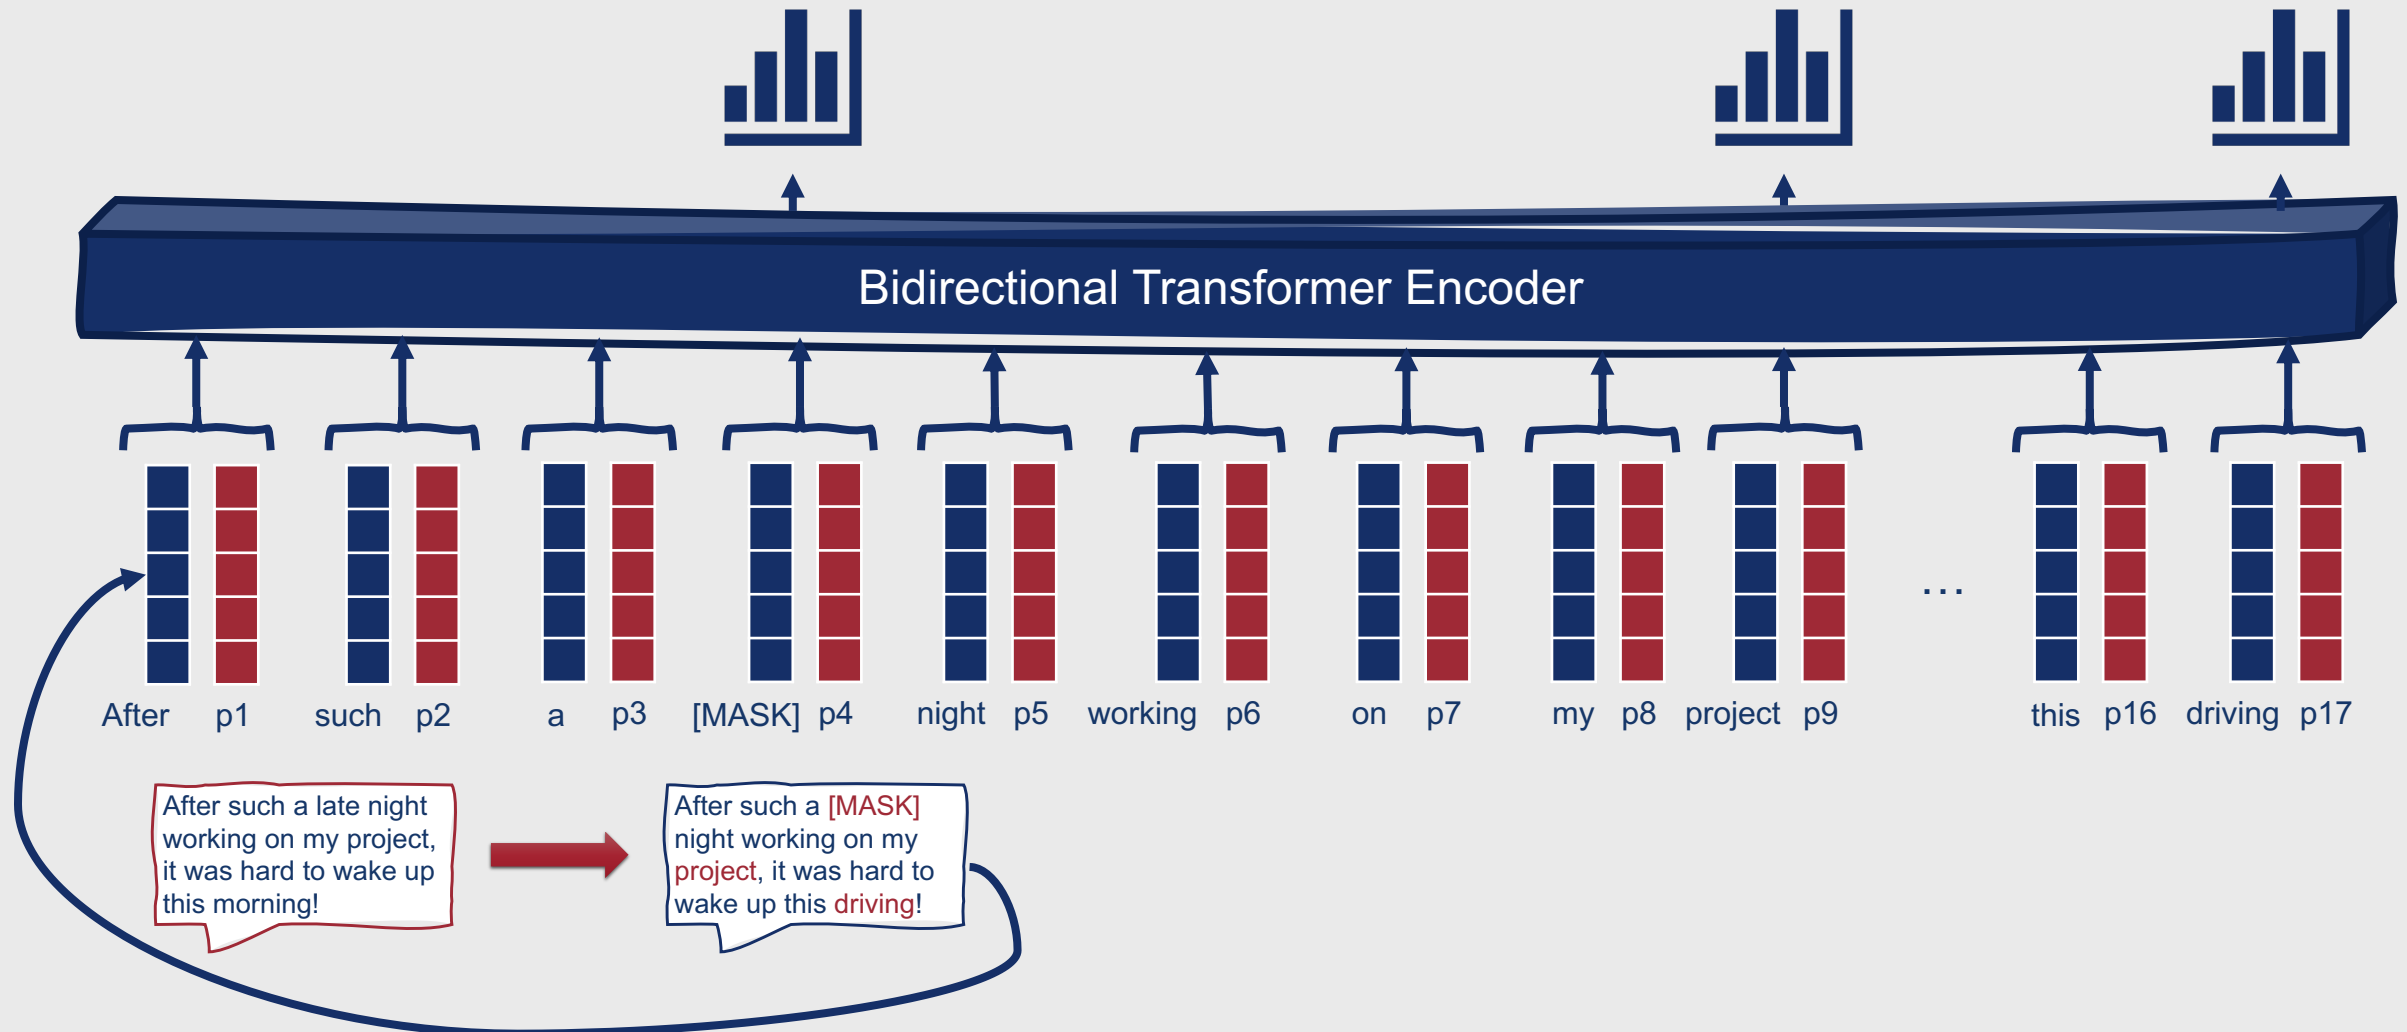 Bidirectional Transformer Encoder
After p1 such p2 a p3 [MASK] p4 night p5 working p6 on p7 my p8 project p9 ... this p16 driving p17
After such a late night
working on my project,
it was hard to wake up
this morning!
After such a [MASK]
night working on my
project, it was hard to
wake up this driving!